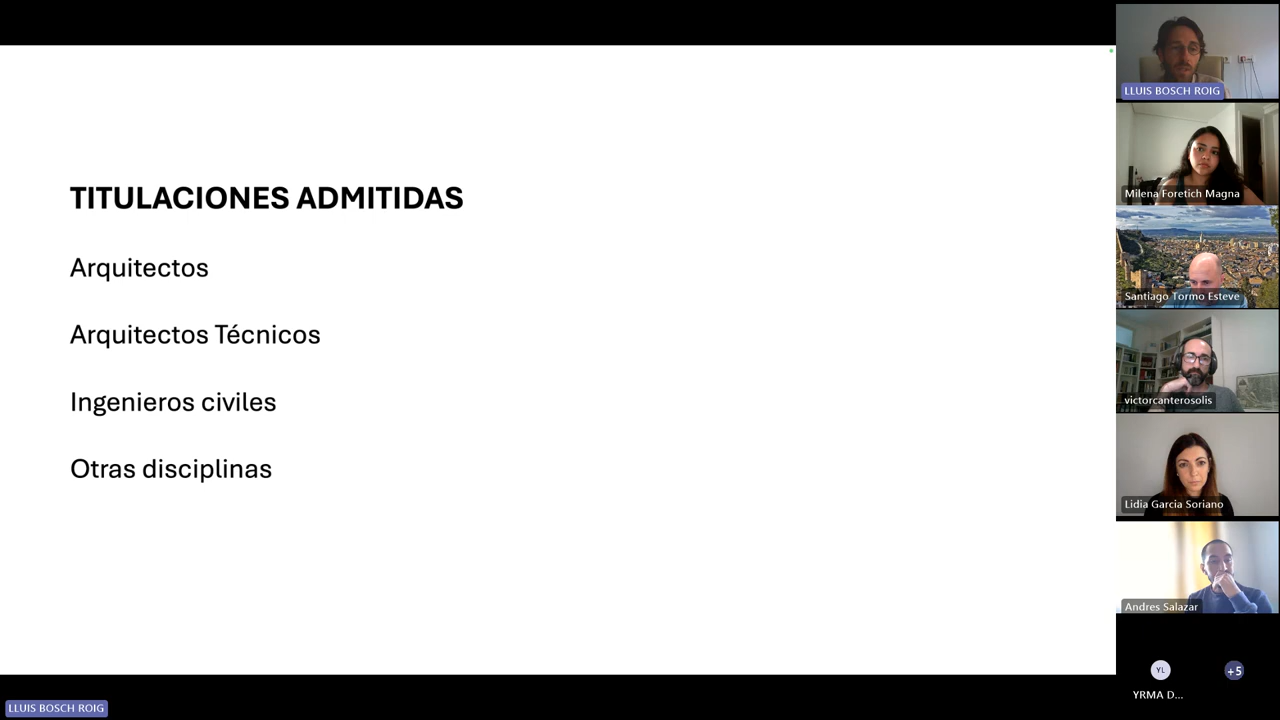 TITULACIONES ADMITIDAS
Arquitectos
Arquitectos Técnicos
Ingenieros civiles
Otras disciplinas
LLUIS BOSCH ROIG
Milena Foretich Magna
Santiago Tormo Esteve
victorcanterosolis
Lidia Garcia Soriano
Andres Salazar
YL
+5
YRMA D...
LLUIS BOSCH ROIG